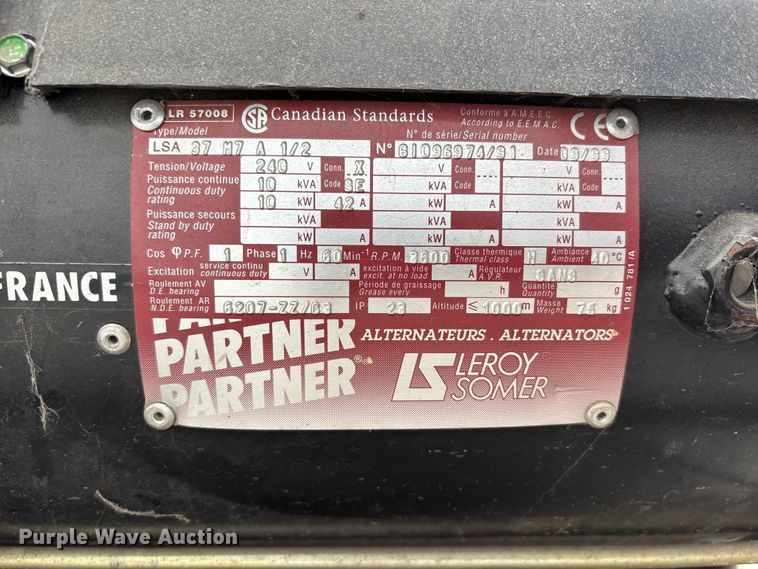 LR 57008 SA Canadian Standards Conforme à A.M.E.E.C. According to E.E.M.A.C. CE
Type/Model N° de série/Serial number
LSA 37 M7 A 1/2 N° 61096974/91 Date 09/99
Tension/Voltage 240 V Conn. X V Conn. V Conn.
Puissance continue 10 kVA Code SE kVA Code kVA Code
Continuous duty rating 10 kW 42 A kW A kW A
Puissance secours kVA kVA kVA
Stand by duty rating kW A kW A kW A
Cos φ P.F. 1 Phase 1 Hz 60 Min⁻¹ R.P.M. 3600 Classe thermique Thermal class H Ambiance Ambient 40 °C
Excitation service continu continuous duty V A excitation à vide excit. at no load A Régulateur A.V.R. SANS
Roulement AV D.E. bearing Période de graissage Grease every h Quantité Quantity g
Roulement AR N.D.E. bearing 6207-ZZ/C3 IP 23 Altitude ≤ 1000 m Masse Weight 75 kg
1 024 781/A
FRANCE
PARTNER
PARTNER
PARTNER®
ALTERNATEURS . ALTERNATORS
LS LEROY SOMER
Purple Wave Auction